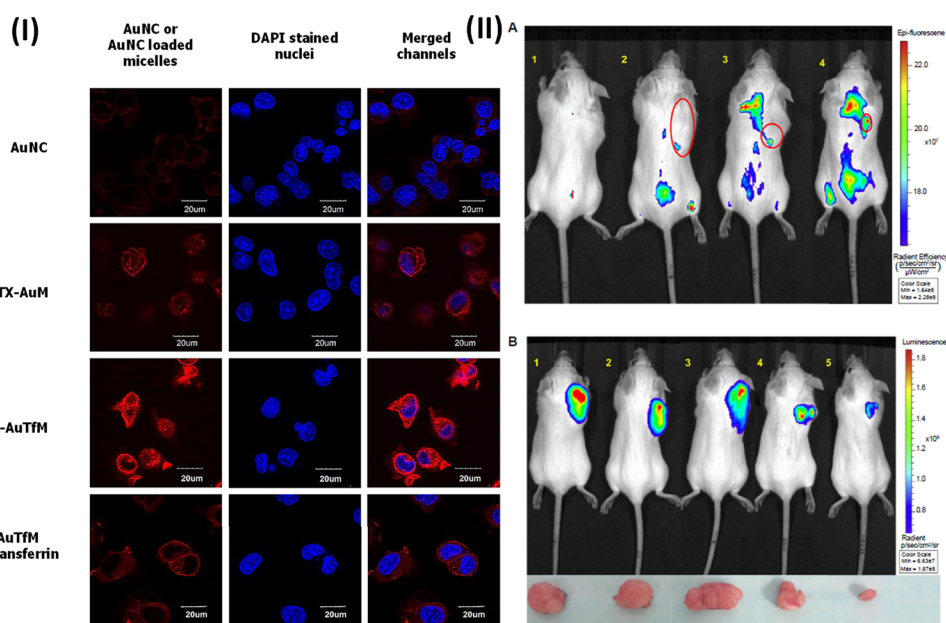 (I)
AuNC or
AuNC loaded
micelles
DAPI stained
nuclei
Merged
channels
AuNC
20um
20um
20um
TX-AuM
20um
20um
20um
-AuTfM
20um
20um
20um
AuTfM
ansferrin
20um
20um
20um
(II)
A
1
2
3
4
Epi-fluorescene
22.0
20.0
x10⁷
18.0
Radient Efficiency
(p/sec/cm²/sr
μW/cm²)
Color Scale
Min = 1.64e8
Max = 2.28e8
B
1
2
3
4
5
Luminescence
1.8
1.6
1.4
x10⁸
1.2
1.0
0.8
Radient
p/sec/cm²/sr
Color Scale
Min = 6.63e7
Max = 1.87e8